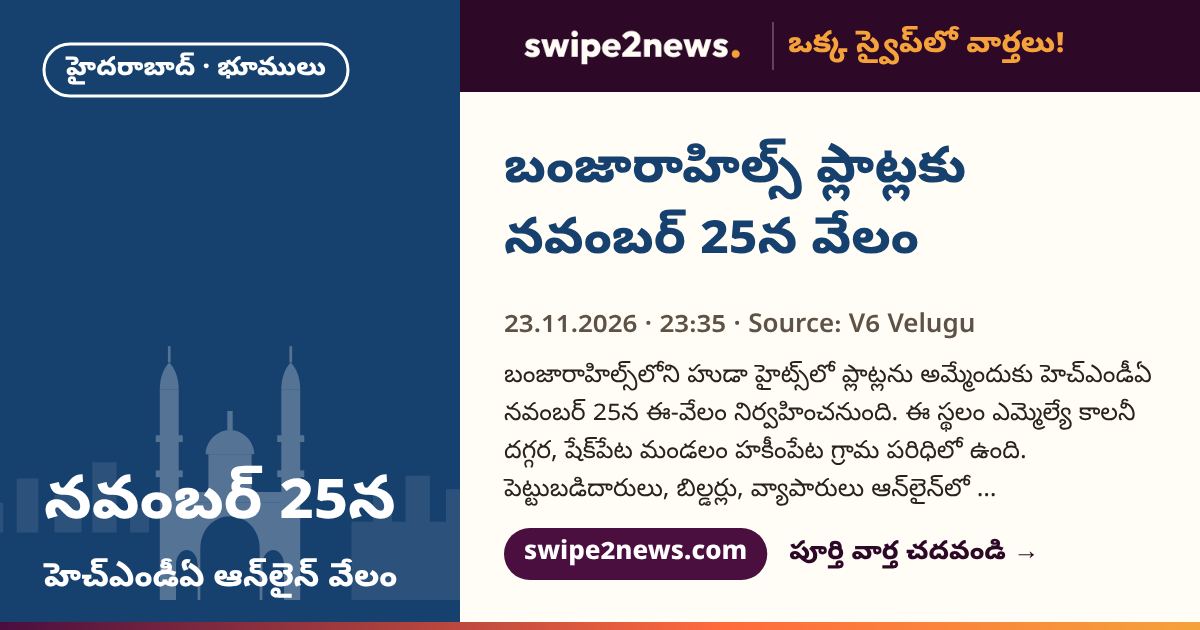 హైదరాబాద్ · భూములు
swipe2news.
ఒక్క స్వైప్‌లో వార్తలు!
బంజారాహిల్స్ ప్లాట్లకు
నవంబర్ 25న వేలం
23.11.2026 · 23:35 · Source: V6 Velugu
బంజారాహిల్స్‌లోని హుడా హైట్స్‌లో ప్లాట్లను అమ్మేందుకు హెచ్ఎండీఏ
నవంబర్ 25న ఈ-వేలం నిర్వహించనుంది. ఈ స్థలం ఎమ్మెల్యే కాలనీ
దగ్గర, షేక్‌పేట మండలం హకీంపేట గ్రామ పరిధిలో ఉంది.
పెట్టుబడిదారులు, బిల్డర్లు, వ్యాపారులు ఆన్‌లైన్‌లో ...
swipe2news.com
పూర్తి వార్త చదవండి →
నవంబర్ 25న
హెచ్ఎండీఏ ఆన్‌లైన్ వేలం